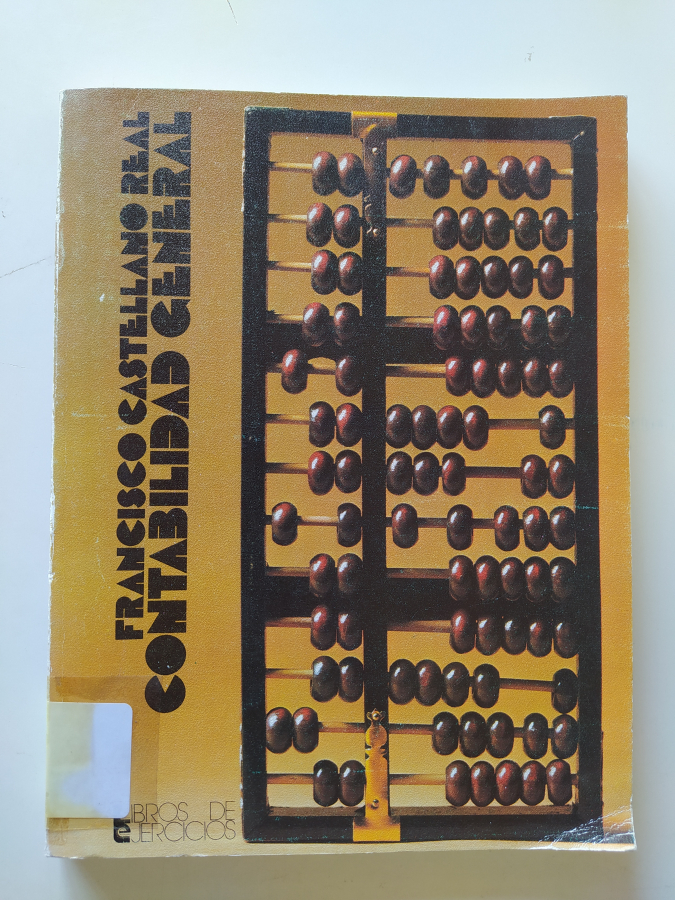 FRANCISCO CASTELLANO REAL
CONTABILIDAD GENERAL
LIBROS DE
EJERCICIOS